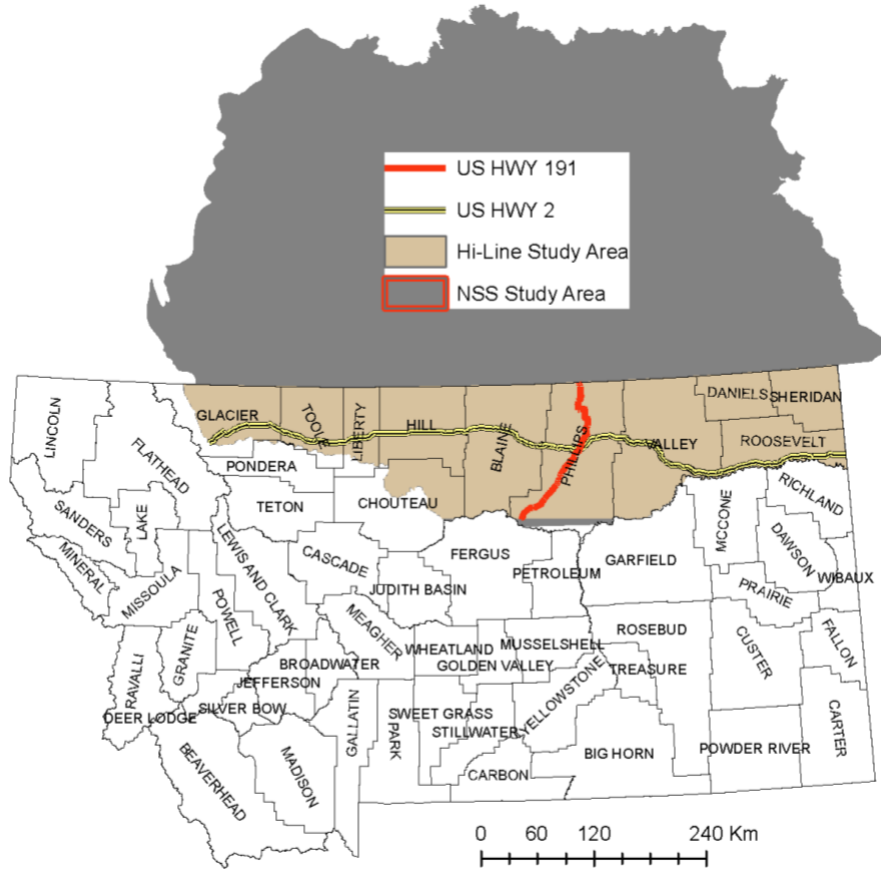 US HWY 191
US HWY 2
Hi-Line Study Area
NSS Study Area
LINCOLN
FLATHEAD
GLACIER
TOOLE
LIBERTY
HILL
BLAINE
PHILLIPS
VALLEY
DANIELS
SHERIDAN
ROOSEVELT
PONDERA
TETON
CHOUTEAU
SANDERS
LAKE
MINERAL
MISSOULA
LEWIS AND CLARK
POWELL
CASCADE
FERGUS
JUDITH BASIN
PETROLEUM
GARFIELD
MCCONE
RICHLAND
DAWSON
WIBAUX
PRAIRIE
MEAGHER
WHEATLAND
GOLDEN VALLEY
MUSSELSHELL
ROSEBUD
TREASURE
CUSTER
FALLON
RAVALLI
GRANITE
BROADWATER
JEFFERSON
DEER LODGE
SILVER BOW
GALLATIN
PARK
SWEET GRASS
STILLWATER
YELLOWSTONE
CARBON
BIG HORN
POWDER RIVER
CARTER
BEAVERHEAD
MADISON
0 60 120 240 Km